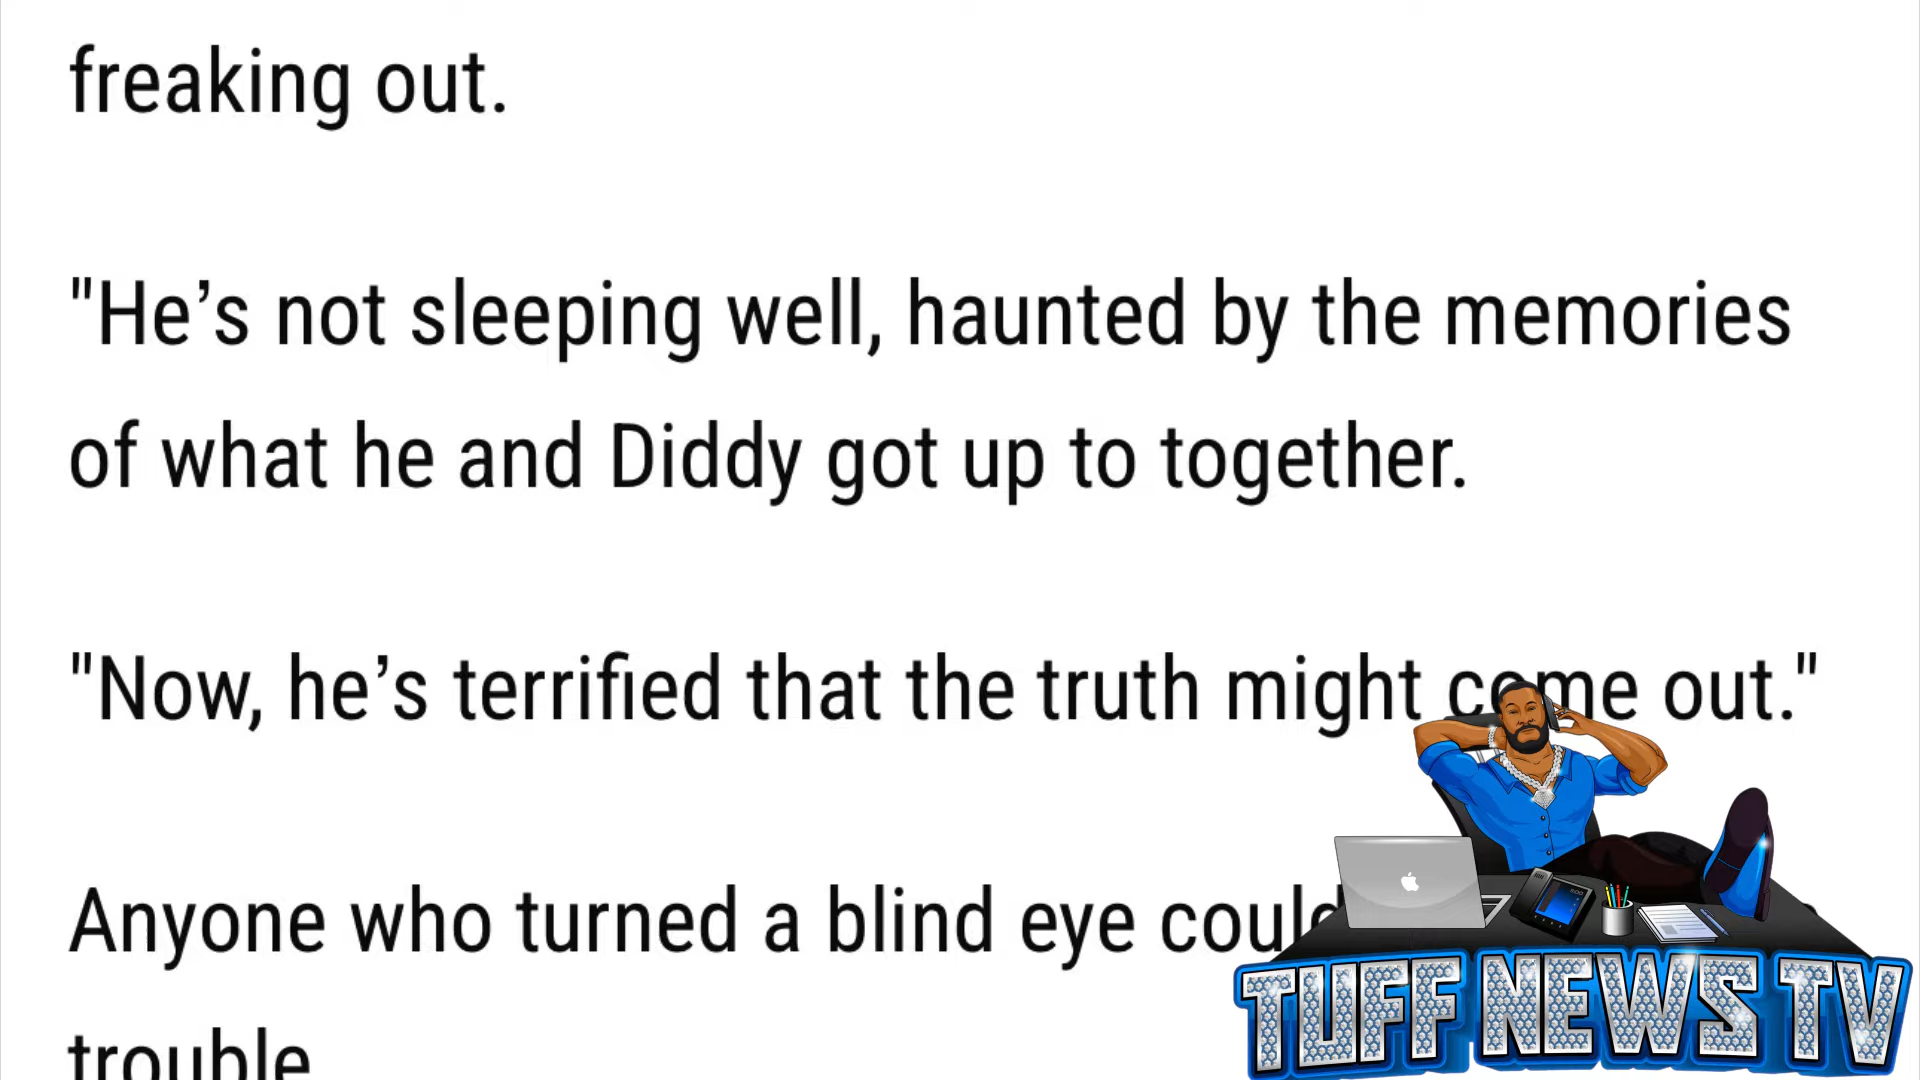 freaking out.
"He’s not sleeping well, haunted by the memories
of what he and Diddy got up to together.
"Now, he’s terrified that the truth might come out."
Anyone who turned a blind eye could
trouble
TUFF NEWS TV